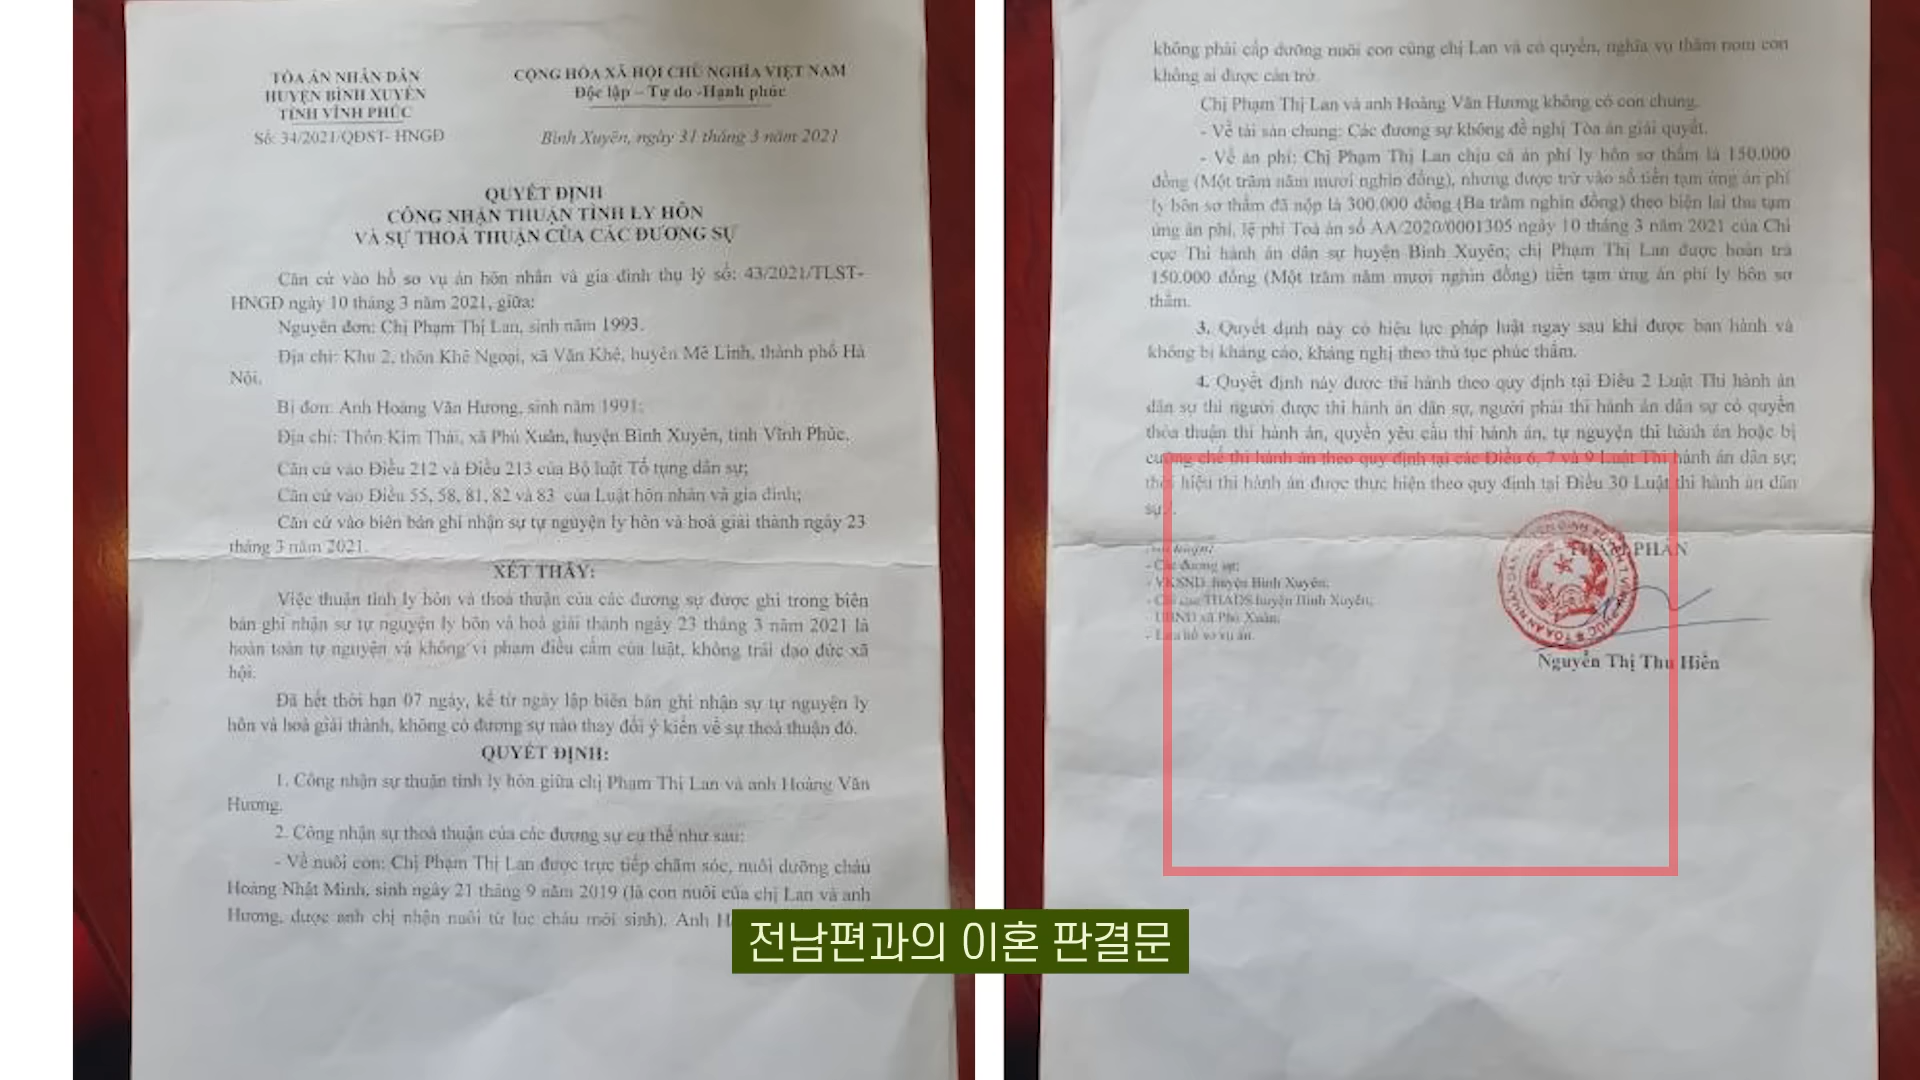 TÒA ÁN NHÂN DÂN
HUYỆN BÌNH XUYÊN
TỈNH VĨNH PHÚC
Số: 34/2021/QĐST- HNGĐ
CỘNG HÒA XÃ HỘI CHỦ NGHĨA VIỆT NAM
Độc lập – Tự do -Hạnh phúc
Bình Xuyên, ngày 31 tháng 3 năm 2021
QUYẾT ĐỊNH
CÔNG NHẬN THUẬN TÌNH LY HÔN
VÀ SỰ THOẢ THUẬN CỦA CÁC ĐƯƠNG SỰ
Căn cứ vào hồ sơ vụ án hôn nhân và gia đình thụ lý số: 43/2021/TLST-
HNGĐ ngày 10 tháng 3 năm 2021, giữa:
Nguyên đơn: Chị Phạm Thị Lan, sinh năm 1993.
Địa chỉ: Khu 2, thôn Khê Ngoại, xã Văn Khê, huyện Mê Linh, thành phố Hà
Nội.
Bị đơn: Anh Hoàng Văn Hương, sinh năm 1991;
Địa chỉ: Thôn Kim Thái, xã Phú Xuân, huyện Bình Xuyên, tỉnh Vĩnh Phúc.
Căn cứ vào Điều 212 và Điều 213 của Bộ luật Tố tụng dân sự;
Căn cứ vào Điều 55, 58, 81, 82 và 83 của Luật hôn nhân và gia đình;
Căn cứ vào biên bản ghi nhận sự tự nguyện ly hôn và hoà giải thành ngày 23
tháng 3 năm 2021.
XÉT THẤY:
Việc thuận tình ly hôn và thoả thuận của các đương sự được ghi trong biên
bản ghi nhận sự tự nguyện ly hôn và hoà giải thành ngày 23 tháng 3 năm 2021 là
hoàn toàn tự nguyện và không vi phạm điều cấm của luật, không trái đạo đức xã
hội.
Đã hết thời hạn 07 ngày, kể từ ngày lập biên bản ghi nhận sự tự nguyện ly
hôn và hoà giải thành, không có đương sự nào thay đổi ý kiến về sự thoả thuận đó.
QUYẾT ĐỊNH:
1. Công nhận sự thuận tình ly hôn giữa chị Phạm Thị Lan và anh Hoàng Văn
Hương.
2. Công nhận sự thoả thuận của các đương sự cụ thể như sau:
- Về nuôi con: Chị Phạm Thị Lan được trực tiếp chăm sóc, nuôi dưỡng cháu
Hoàng Nhật Minh, sinh ngày 21 tháng 9 năm 2019 (là con nuôi của chị Lan và anh
Hương, được anh chị nhận nuôi từ lúc cháu mới sinh). Anh
không phải cấp dưỡng nuôi con cùng chị Lan và có quyền, nghĩa vụ thăm nom con
không ai được cản trở.
Chị Phạm Thị Lan và anh Hoàng Văn Hương không có con chung.
- Về tài sản chung: Các đương sự không đề nghị Tòa án giải quyết.
- Về án phí: Chị Phạm Thị Lan chịu cả án phí ly hôn sơ thẩm là 150.000
đồng (Một trăm năm mươi nghìn đồng), nhưng được trừ vào số tiền tạm ứng án phí
ly hôn sơ thẩm đã nộp là 300.000 đồng (Ba trăm nghìn đồng) theo biên lai thu tạm
ứng án phí, lệ phí Toà án số AA/2020/0001305 ngày 10 tháng 3 năm 2021 của Chi
cục Thi hành án dân sự huyện Bình Xuyên; chị Phạm Thị Lan được hoàn trả
150.000 đồng (Một trăm năm mươi nghìn đồng) tiền tạm ứng án phí ly hôn sơ
thẩm.
3. Quyết định này có hiệu lực pháp luật ngay sau khi được ban hành và
không bị kháng cáo, kháng nghị theo thủ tục phúc thẩm.
4. Quyết định này được thi hành theo quy định tại Điều 2 Luật Thi hành án
dân sự thì người được thi hành án dân sự, người phải thi hành án dân sự có quyền
thỏa thuận thi hành án, quyền yêu cầu thi hành án, tự nguyện thi hành án hoặc bị
cưỡng chế thi hành án theo quy định tại các Điều 6, 7 và 9 Luật Thi hành án dân sự;
thời hiệu thi hành án được thực hiện theo quy định tại Điều 30 Luật thi hành án dân
sự./.
Nơi nhận:
- Các đương sự;
- VKSND huyện Bình Xuyên;
- Chi cục THADS huyện Bình Xuyên;
- UBND xã Phú Xuân;
- Lưu hồ sơ vụ án.
THẨM PHÁN
Nguyễn Thị Thu Hiền
전남편과의 이혼 판결문